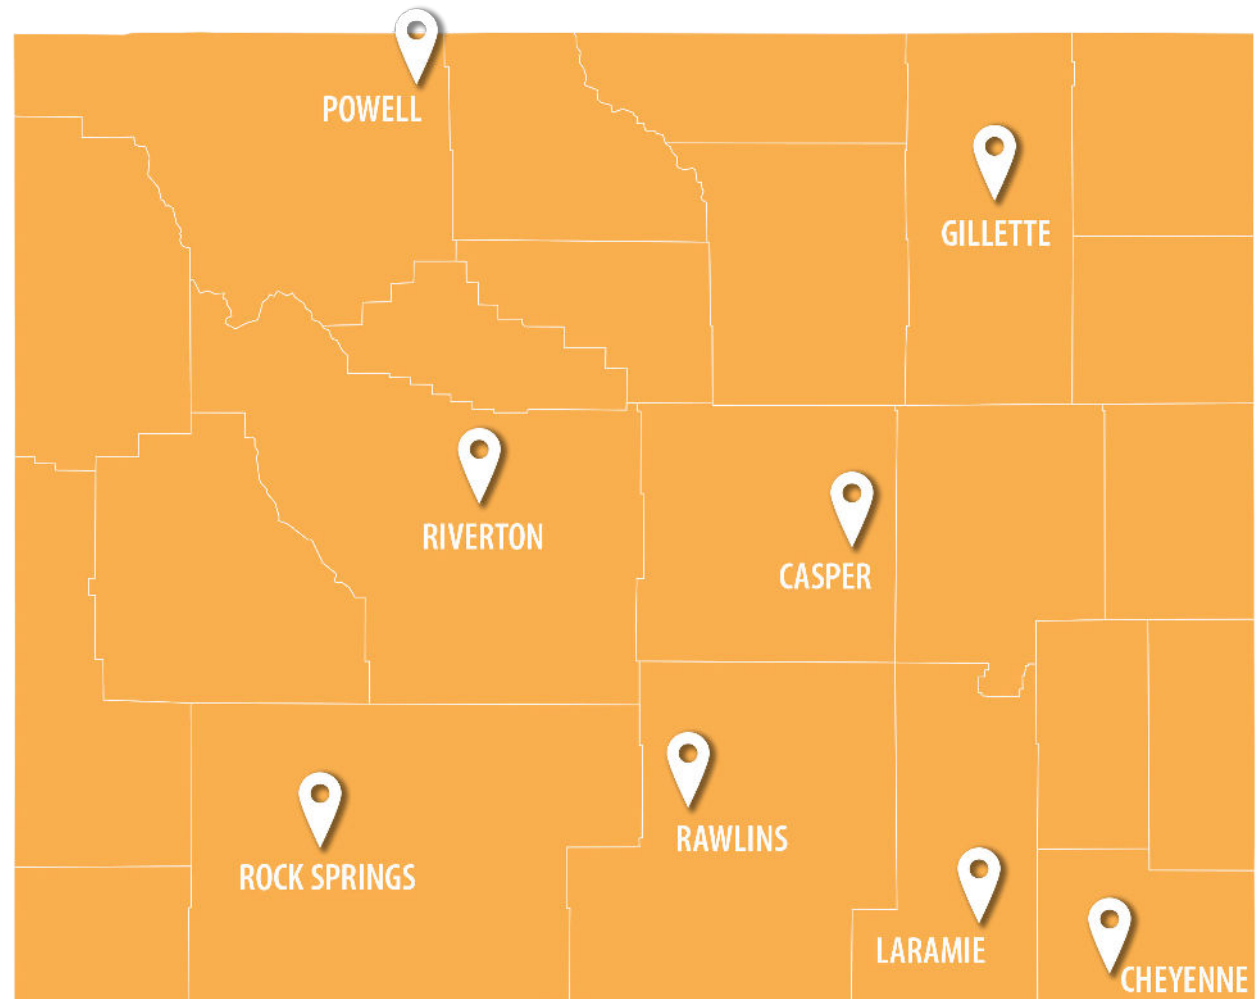 POWELL
GILLETTE
RIVERTON
CASPER
RAWLINS
ROCK SPRINGS
LARAMIE
CHEYENNE